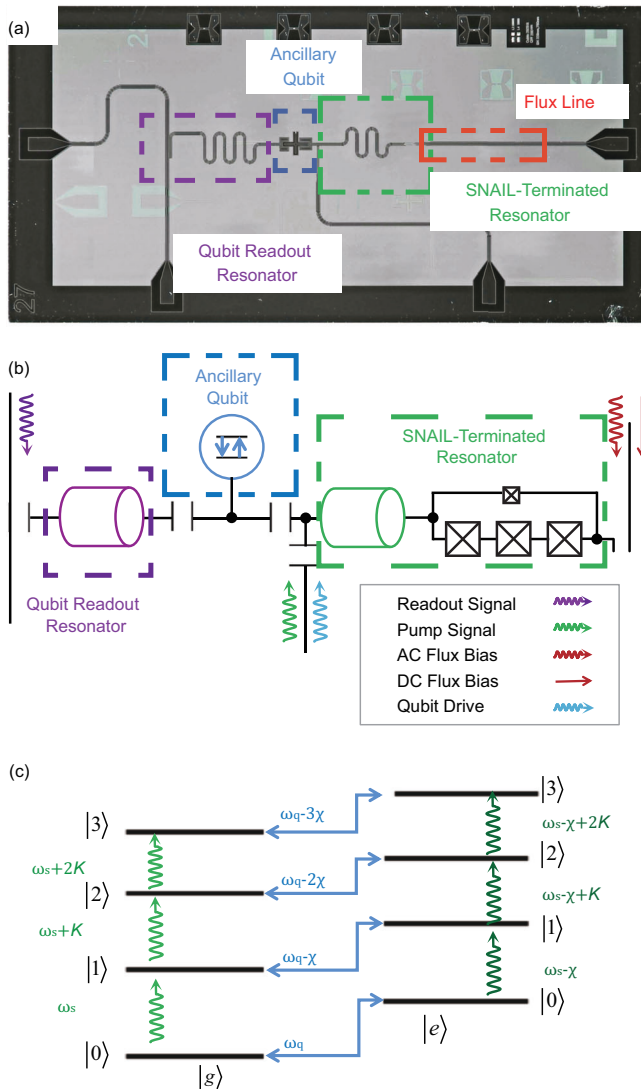 (a)
Ancillary
Qubit
Flux Line
SNAIL-Terminated
Resonator
Qubit Readout
Resonator
27
(b)
Ancillary
Qubit
SNAIL-Terminated
Resonator
Qubit Readout
Resonator
Readout Signal
Pump Signal
AC Flux Bias
DC Flux Bias
Qubit Drive
(c)
|3⟩
ωq-3χ
|3⟩
ωs+2K
ωs-χ+2K
|2⟩
ωq-2χ
|2⟩
ωs+K
ωs-χ+K
|1⟩
ωq-χ
|1⟩
ωs
ωs-χ
|0⟩
ωq
|0⟩
|g⟩
|e⟩